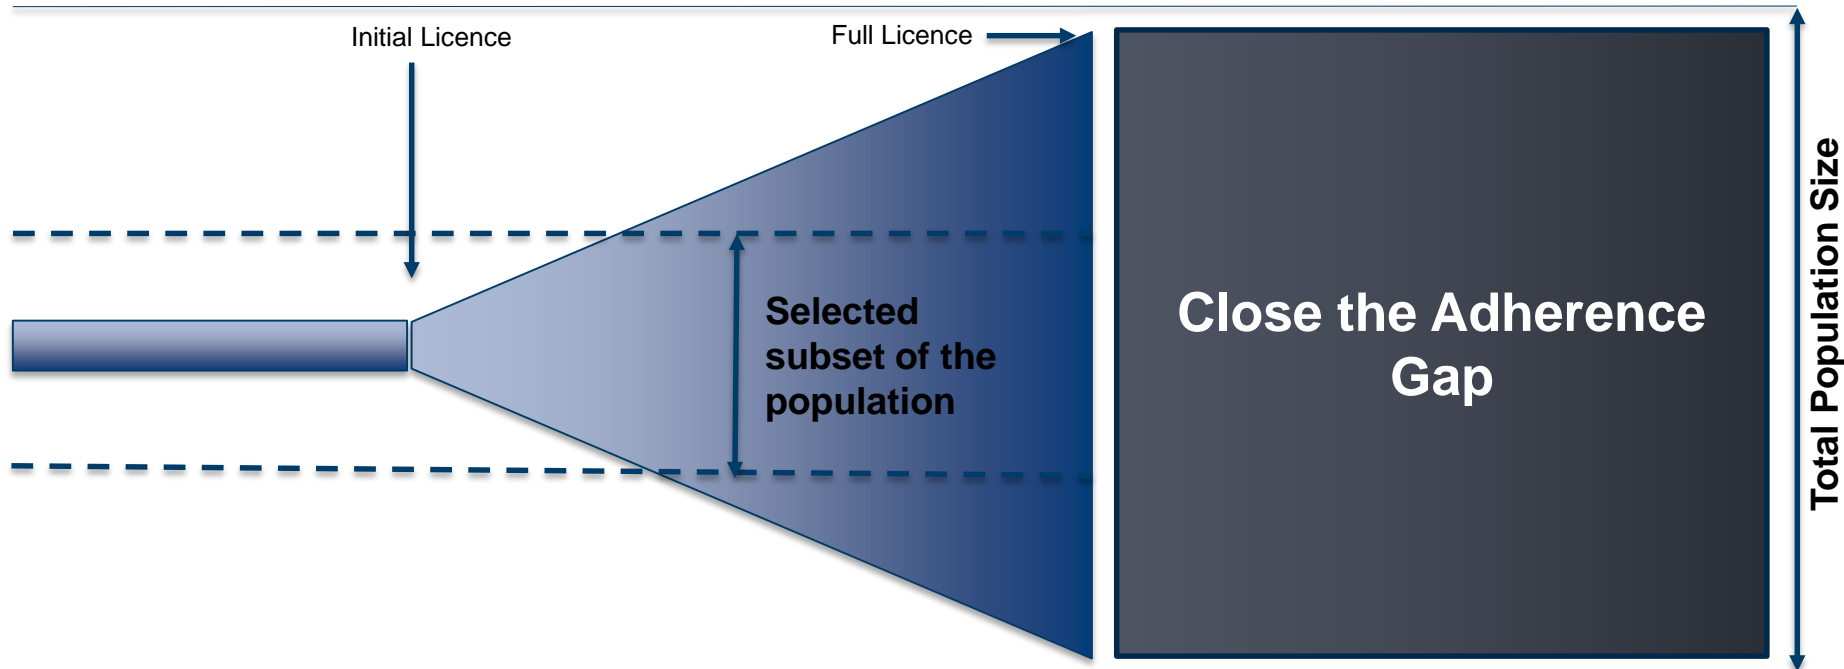 Initial Licence
Full Licence
Selected
subset of the
population
Close the Adherence
Gap
Total Population Size